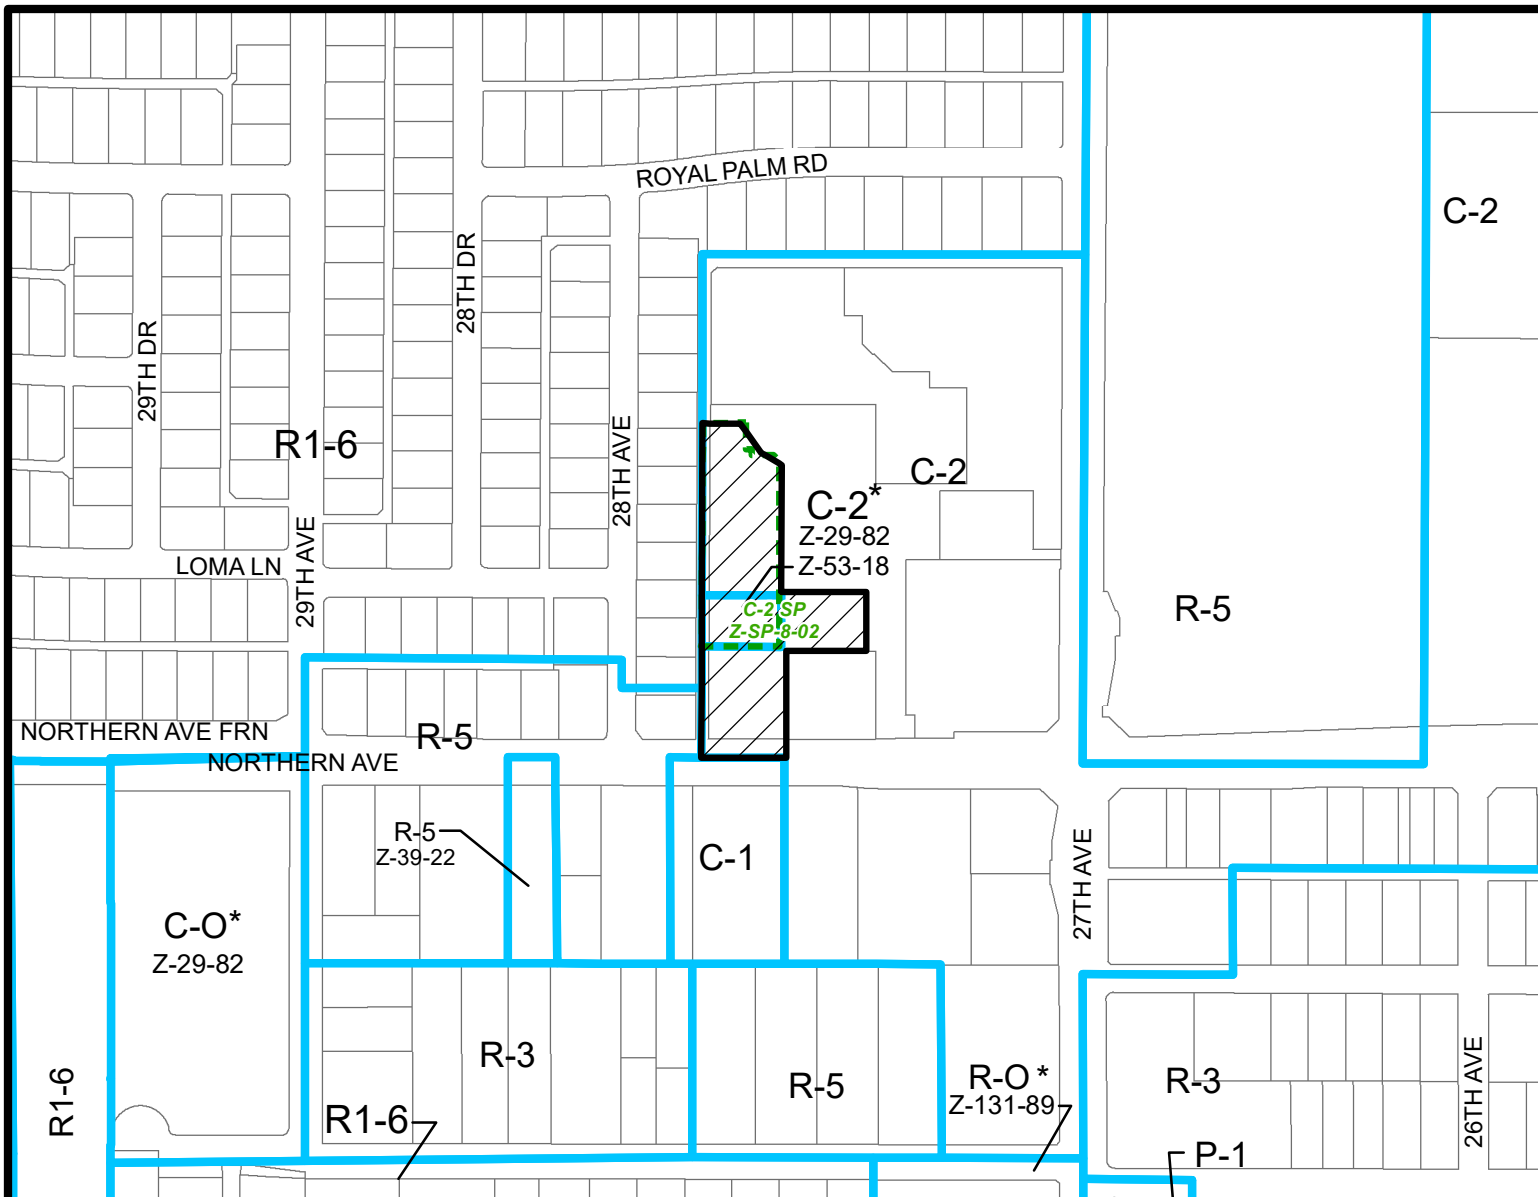 ROYAL PALM RD
C-2
28TH DR
29TH DR
R1-6
28TH AVE
C-2
C-2*
Z-29-82
Z-53-18
29TH AVE
LOMA LN
C-2 SP
Z-SP-8-02
R-5
NORTHERN AVE FRN
R-5
NORTHERN AVE
R-5
Z-39-22
C-1
27TH AVE
C-O*
Z-29-82
R-3
R-5
R-O *
Z-131-89
R-3
26TH AVE
R1-6
R1-6
P-1